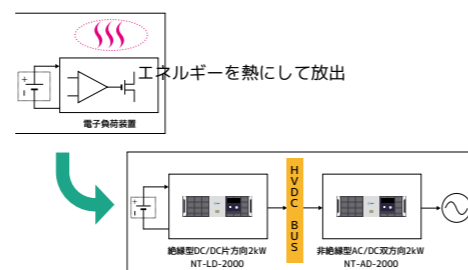 エネルギーを熱にして放出
電子負荷装置
HVDC BUS
絶縁型DC/DC片方向2kW
NT-LD-2000
非絶縁型AC/DC双方向2kW
NT-AD-2000